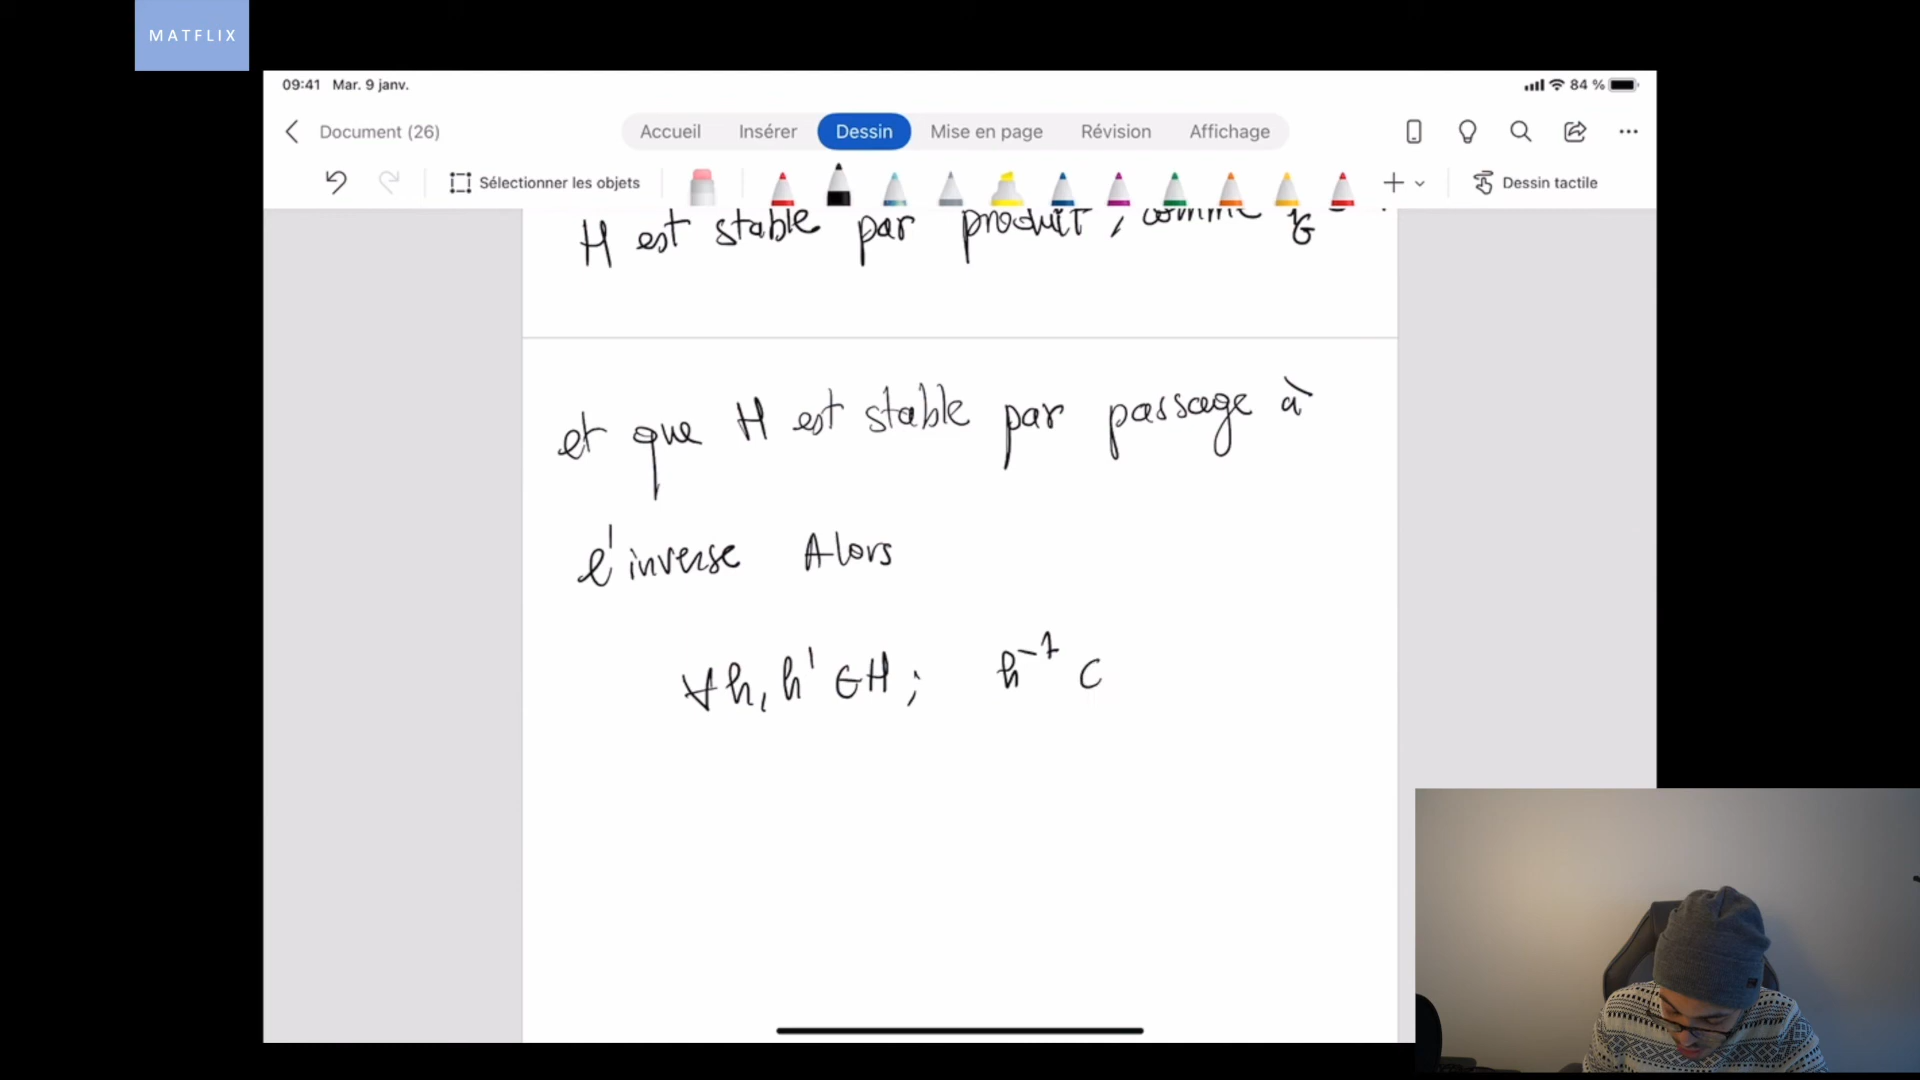 MATFLIX
09:41 Mar. 9 janv. 84 %
Document (26) Accueil Insérer Dessin Mise en page Révision Affichage
Sélectionner les objets Dessin tactile
H est stable par produit, comme
et que H est stable par passage à
l'inverse Alors
∀h, h' ∈ H ; h⁻¹